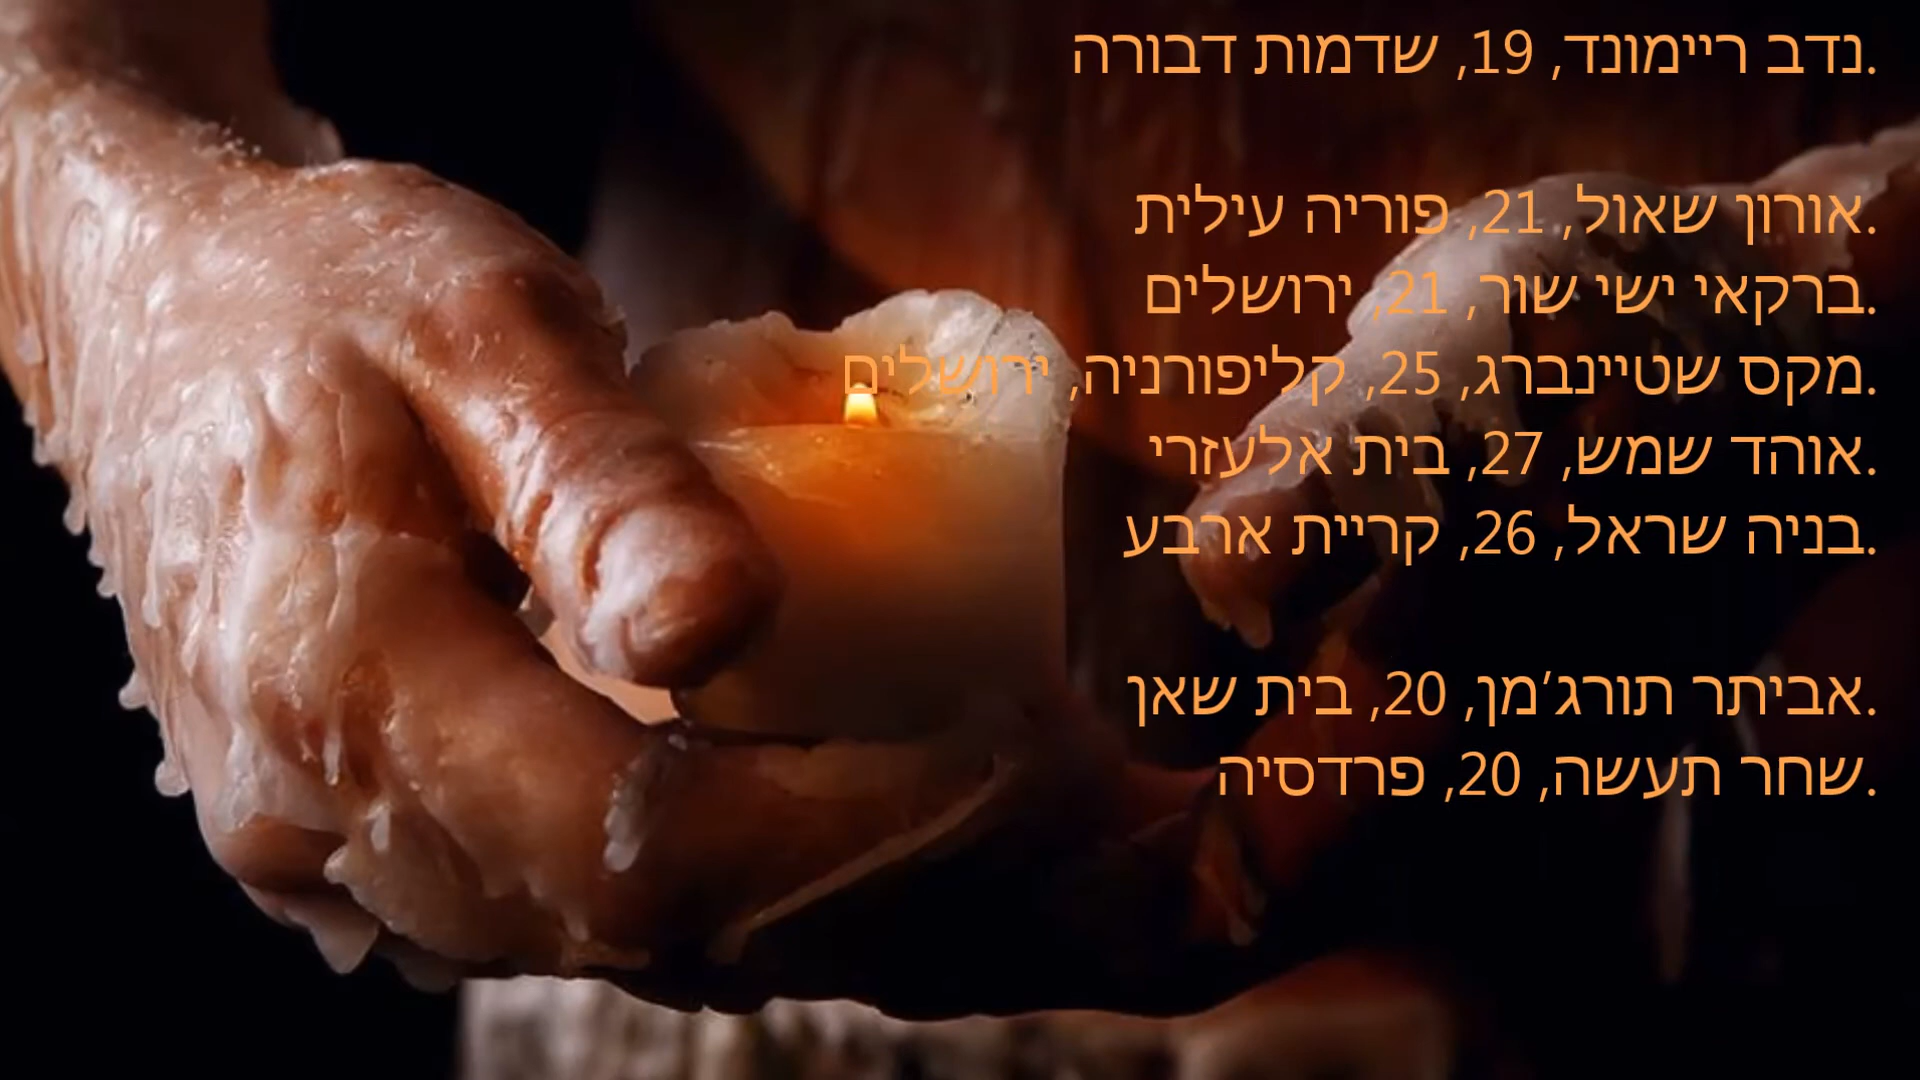 נדב ריימונד, 19, שדמות דבורה.
אורון שאול, 21, פוריה עילית.
ברקאי ישי שור, 21, ירושלים.
מקס שטיינברג, 25, קליפורניה, ירושלים.
אוהד שמש, 27, בית אלעזרי.
בניה שראל, 26, קריית ארבע.
אביתר תורג׳מן, 20, בית שאן.
שחר תעשה, 20, פרדסיה.